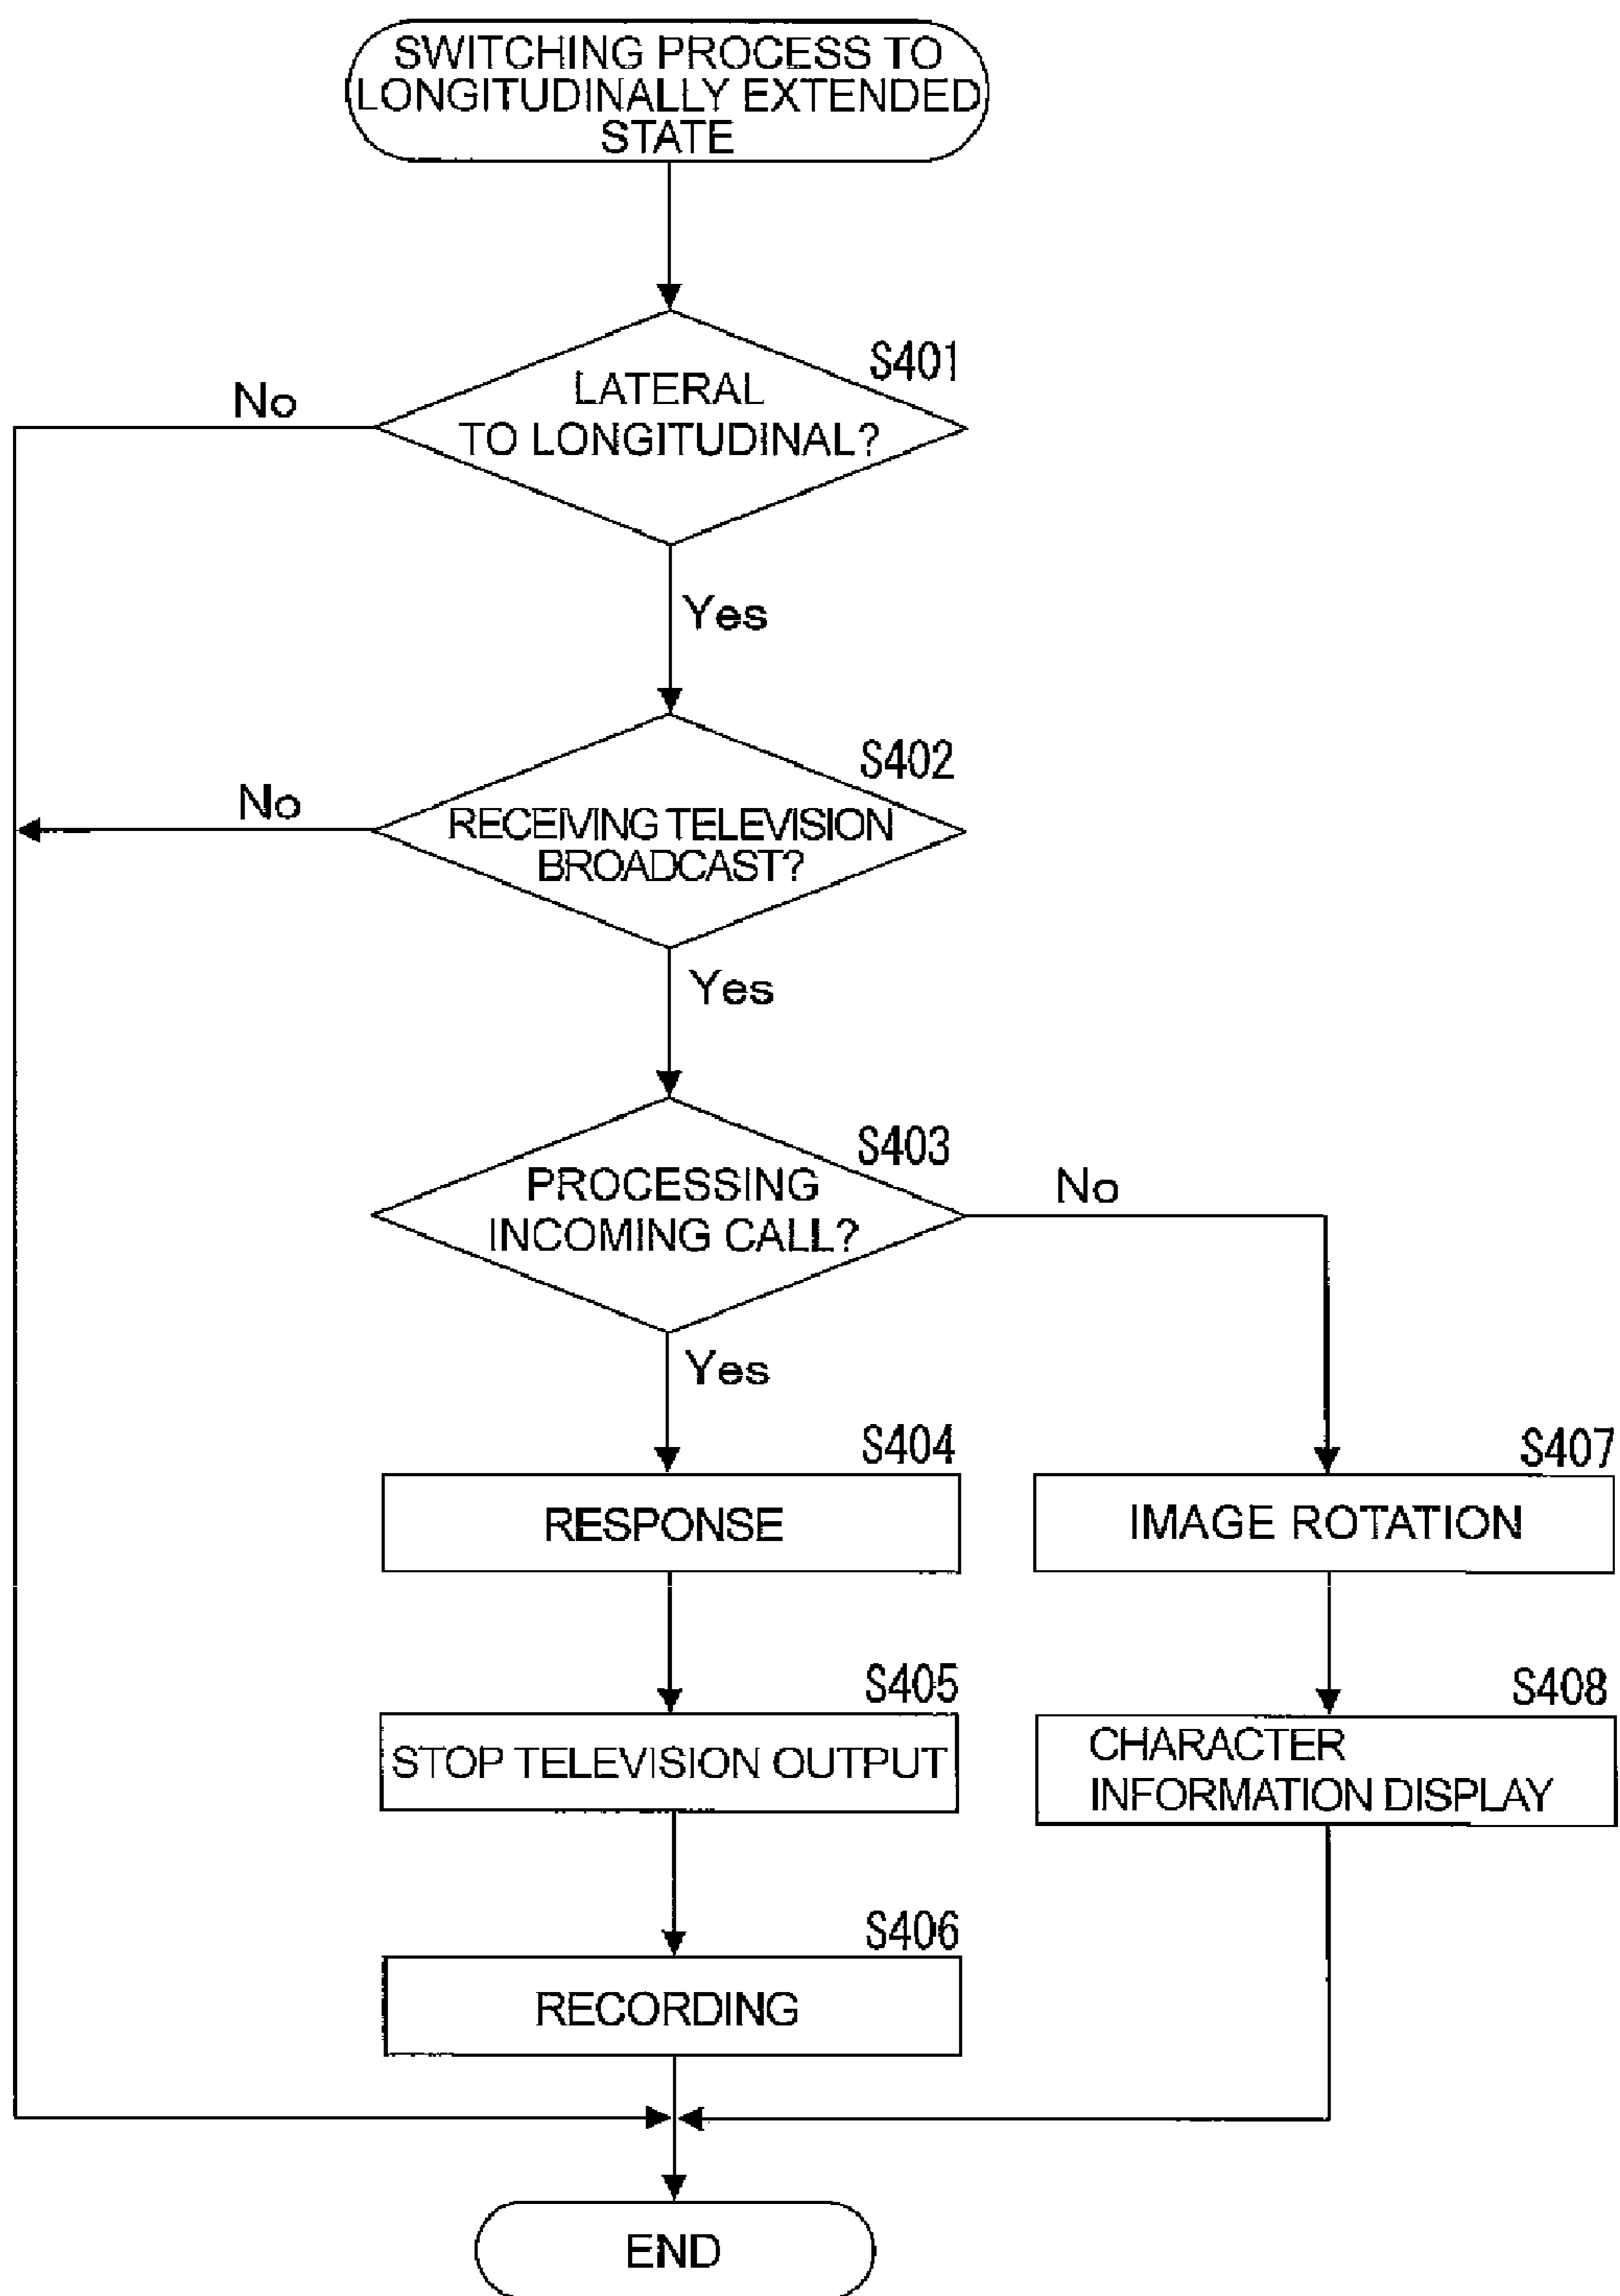 SWITCHING PROCESS TO
LONGITUDINALLY EXTENDED
STATE
S401
LATERAL
TO LONGITUDINAL?
No
Yes
S402
RECEIVING TELEVISION
BROADCAST?
No
Yes
S403
PROCESSING
INCOMING CALL?
No
Yes
S404
RESPONSE
S407
IMAGE ROTATION
S405
STOP TELEVISION OUTPUT
S408
CHARACTER
INFORMATION DISPLAY
S406
RECORDING
END